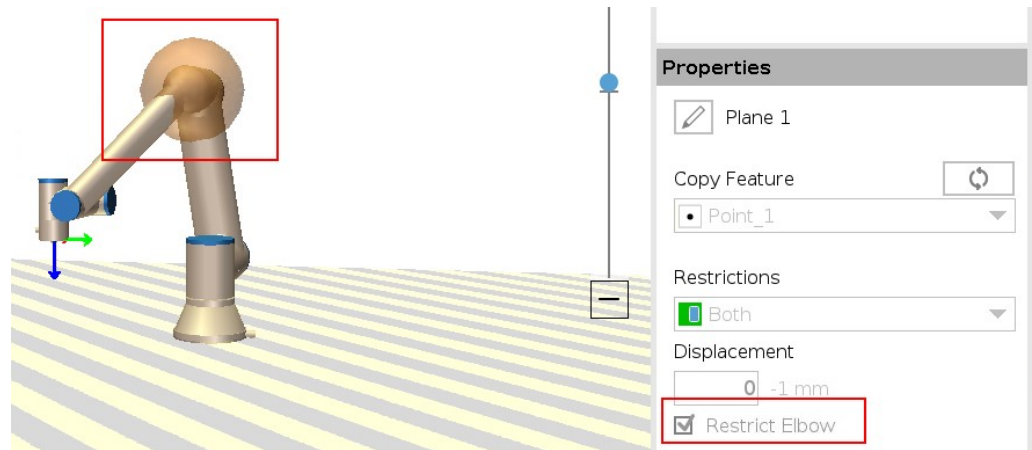 Properties
Plane 1
Copy Feature
Point_1
Restrictions
Both
Displacement
0 -1 mm
Restrict Elbow